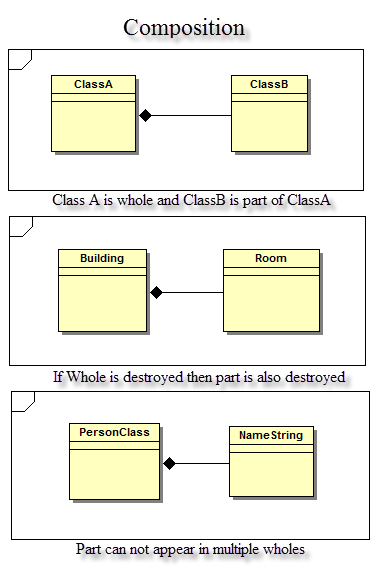 Composition
ClassA
ClassB
Class A is whole and ClassB is part of ClassA
Building
Room
If Whole is destroyed then part is also destroyed
PersonClass
NameString
Part can not appear in multiple wholes